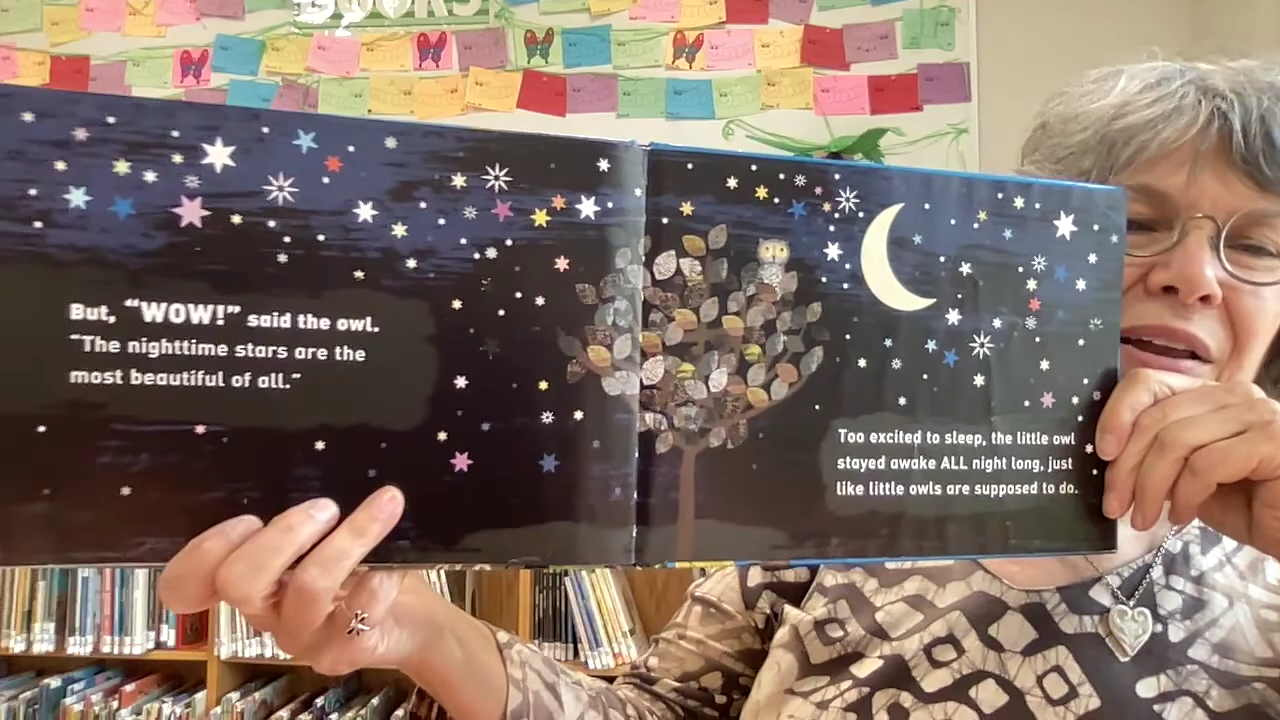 BOOKS
But, "WOW!" said the owl.
"The nighttime stars are the
most beautiful of all."
Too excited to sleep, the little owl
stayed awake ALL night long, just
like little owls are supposed to do.